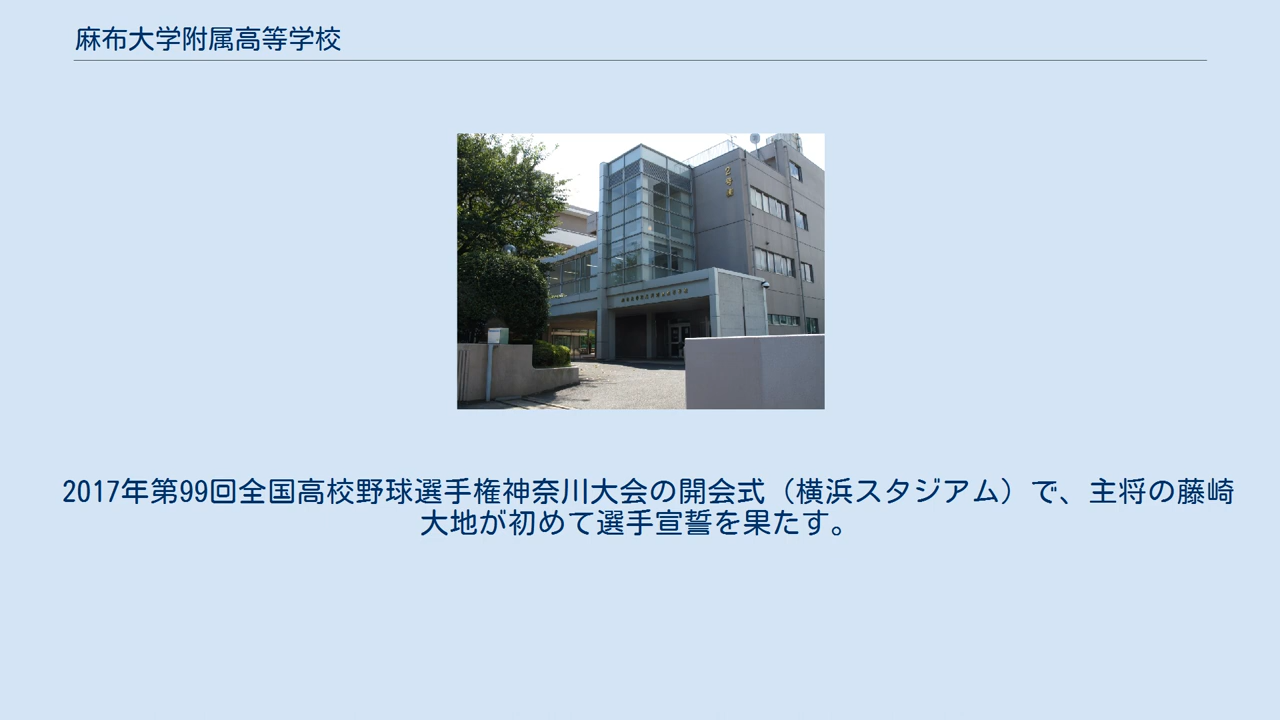 麻布大学附属高等学校
2017年第99回全国高校野球選手権神奈川大会の開会式（横浜スタジアム）で、主将の藤崎
大地が初めて選手宣誓を果たす。